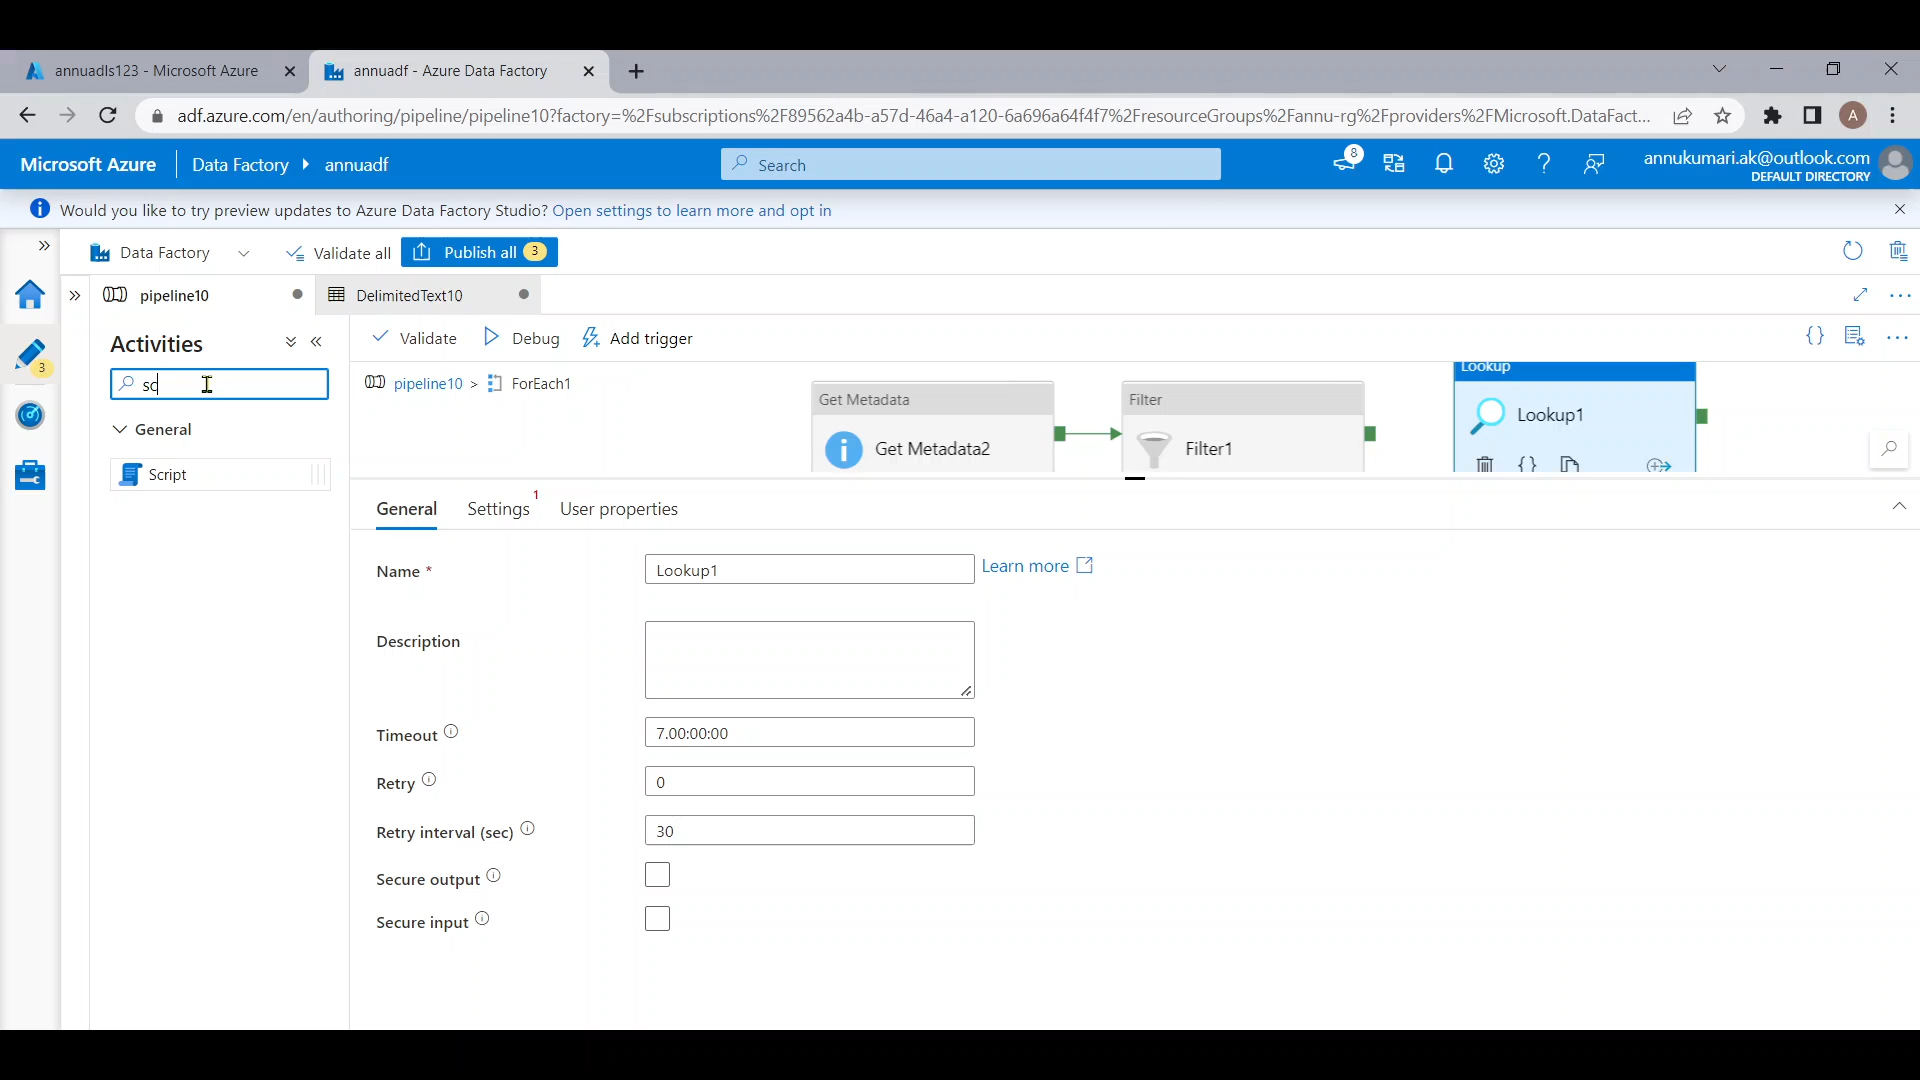 annuadls123 - Microsoft Azure
annuadf - Azure Data Factory
adf.azure.com/en/authoring/pipeline/pipeline10?factory=%2Fsubscriptions%2F89562a4b-a57d-46a4-a120-6a696a64f4f7%2FresourceGroups%2Fannu-rg%2Fproviders%2FMicrosoft.DataFact...
A
Microsoft Azure
Data Factory
annuadf
Search
8
annukumari.ak@outlook.com
DEFAULT DIRECTORY
Would you like to try preview updates to Azure Data Factory Studio? Open settings to learn more and opt in
Data Factory
Validate all
Publish all 3
pipeline10
DelimitedText10
3
Activities
Validate
Debug
Add trigger
sc
pipeline10 > ForEach1
General
Script
Get Metadata
Get Metadata2
Filter
Filter1
Lookup
Lookup1
General
Settings 1
User properties
Name *
Lookup1
Learn more
Description
Timeout
7.00:00:00
Retry
0
Retry interval (sec)
30
Secure output
Secure input